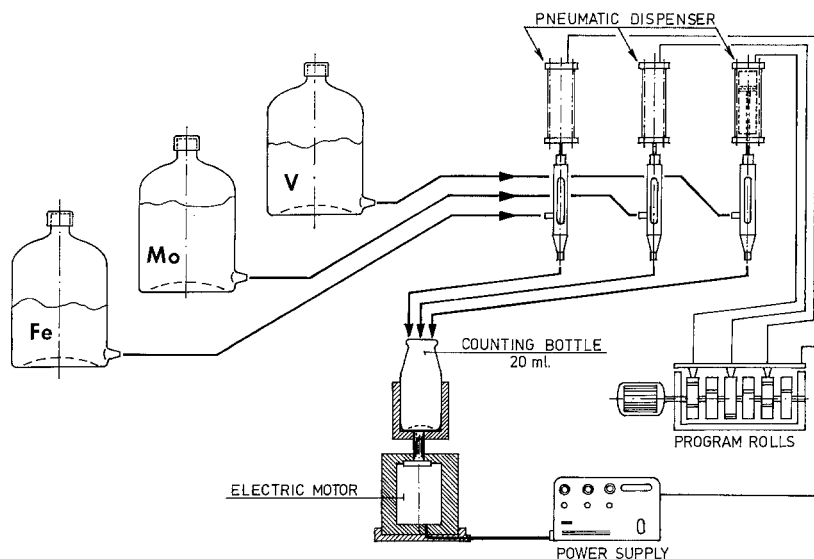 PNEUMATIC DISPENSER
V
Mo
Fe
COUNTING BOTTLE
20 ml.
PROGRAM ROLLS
ELECTRIC MOTOR
POWER SUPPLY